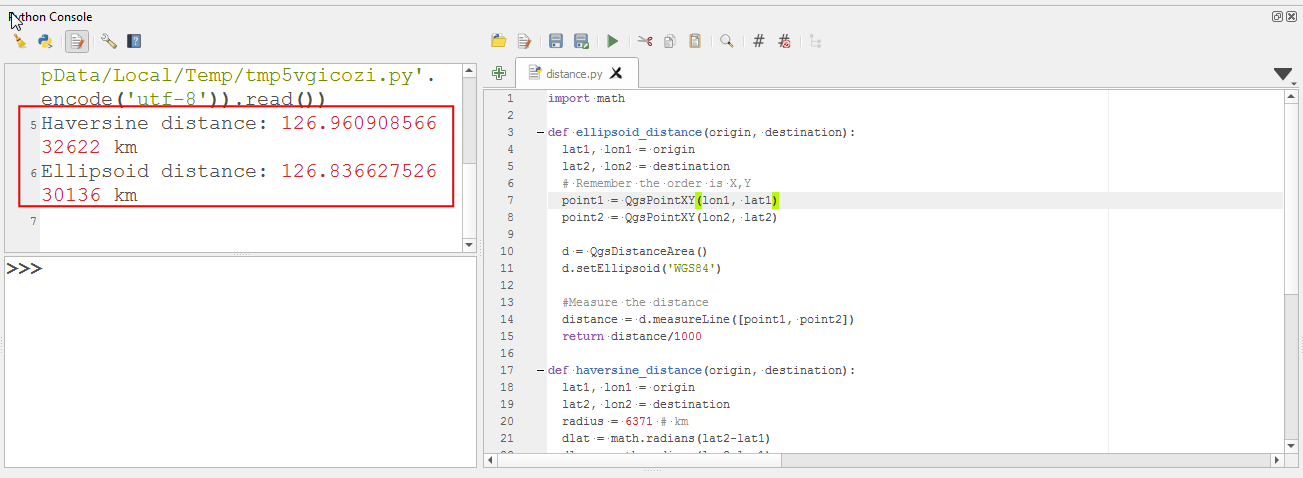 Python Console
pData/Local/Temp/tmp5vgicozi.py'.
encode('utf-8')).read())
5 Haversine distance: 126.960908566
32622 km
6 Ellipsoid distance: 126.836627526
30136 km
7
>>>
distance.py
1 import math
2
3 def ellipsoid_distance(origin, destination):
4 lat1, lon1 = origin
5 lat2, lon2 = destination
6 # Remember the order is X,Y
7 point1 = QgsPointXY(lon1, lat1)
8 point2 = QgsPointXY(lon2, lat2)
9
10 d = QgsDistanceArea()
11 d.setEllipsoid('WGS84')
12
13 #Measure the distance
14 distance = d.measureLine([point1, point2])
15 return distance/1000
16
17 def haversine_distance(origin, destination):
18 lat1, lon1 = origin
19 lat2, lon2 = destination
20 radius = 6371 # km
21 dlat = math.radians(lat2-lat1)